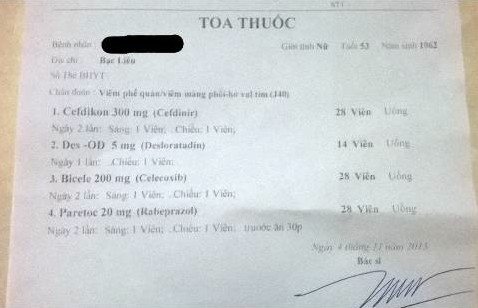 TOA THUỐC
Bệnh nhân Giới tính Nữ Tuổi 53 Năm sinh 1962
Địa chỉ Bạc Liêu
Số Thẻ BHYT
Chẩn đoán: Viêm phế quản/viêm màng phổi-hở val tim (J40)
1. Cefdikon 300 mg (Cefdinir) 28 Viên Uống
Ngày 2 lần: Sáng: 1 Viên; .Chiều: 1 Viên;
2. Des -OD 5 mg (Desloratadin) 14 Viên Uống
Ngày 1 lần: .Chiều: 1 Viên;
3. Bicele 200 mg (Celecoxib) 28 Viên Uống
Ngày 2 lần: Sáng: 1 Viên; .Chiều: 1 Viên;
4. Paretoc 20 mg (Rabeprazol) 28 Viên Uống
Ngày 2 lần: Sáng: 1 Viên; .Chiều: 1 Viên; trước ăn 30p
Ngày 4 tháng 11 năm 2015
Bác sĩ